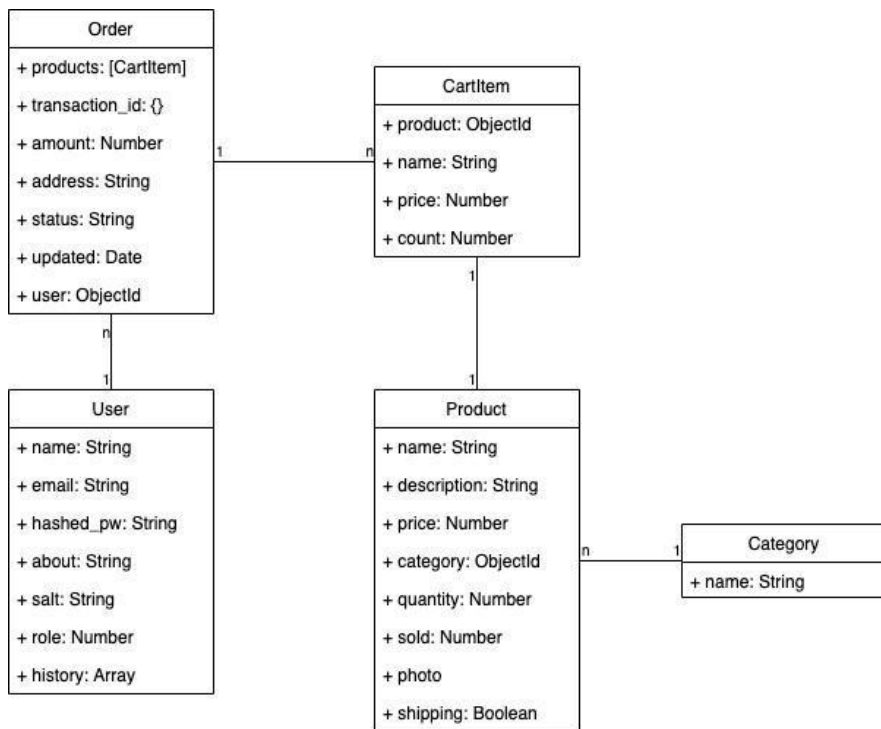 Order
+ products: [CartItem]
+ transaction_id: {}
+ amount: Number
+ address: String
+ status: String
+ updated: Date
+ user: ObjectId
1
n
CartItem
+ product: ObjectId
+ name: String
+ price: Number
+ count: Number
n
1
1
1
User
+ name: String
+ email: String
+ hashed_pw: String
+ about: String
+ salt: String
+ role: Number
+ history: Array
Product
+ name: String
+ description: String
+ price: Number
+ category: ObjectId
+ quantity: Number
+ sold: Number
+ photo
+ shipping: Boolean
n
1
Category
+ name: String